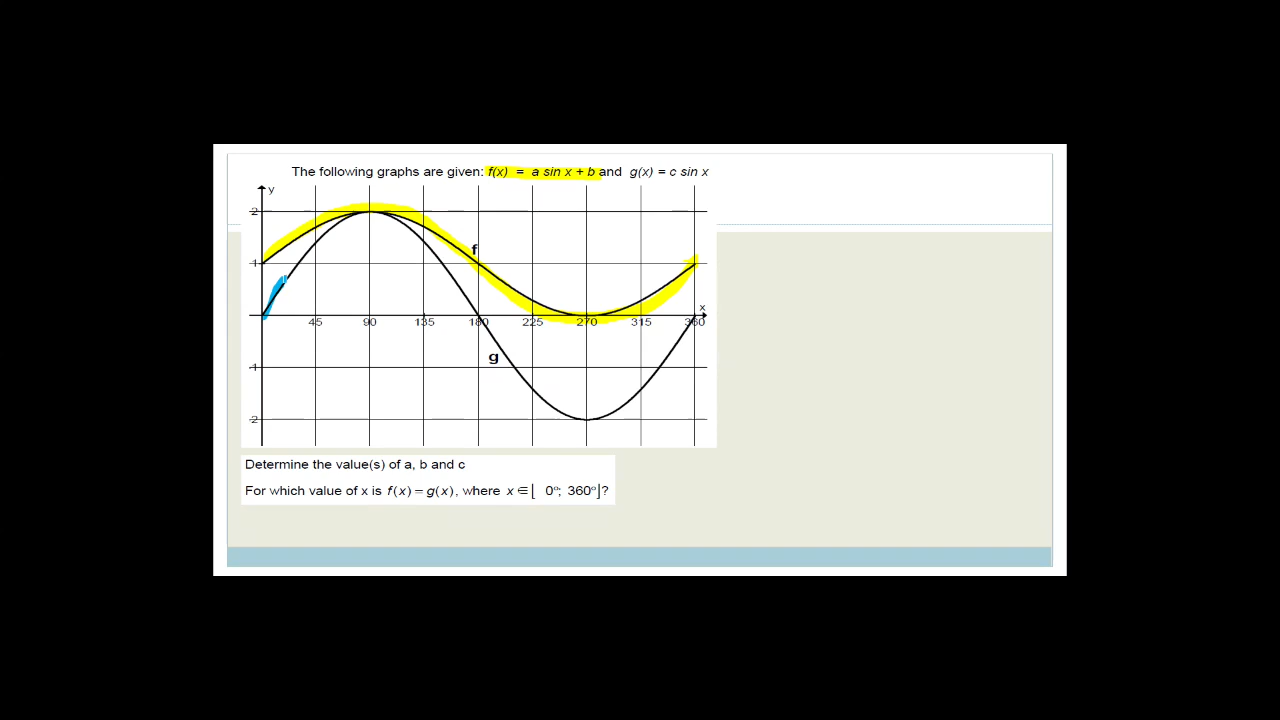 The following graphs are given: f(x) = a sin x + b and g(x) = c sin x
y
2
f
1
x
45 90 135 180 225 270 315 360
g
-1
-2
Determine the value(s) of a, b and c
For which value of x is f(x) = g(x), where x ∈ [ 0°; 360°]?